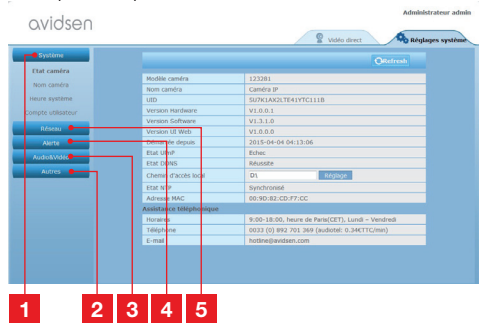 Administrateur admin
avidsen
Vidéo direct
Réglages système
Système
Etat caméra
Nom caméra
Heure système
Compte utilisateur
Réseau
Alerte
Audio&Vidéo
Autres
Refresh
Modèle caméra 123281
Nom caméra Caméra IP
UID SU7K1AX2LTE41YTC111B
Version Hardware V1.0.0.1
Version Software V1.3.1.0
Version UI Web V1.0.0.0
Démarrée depuis 2015-04-04 04:13:06
Etat UPnP Echec
Etat DDNS Réussite
Chemin d'accès local D:\ Réglage
Etat NTP Synchronisé
Adresse MAC 00:9D:82:CD:F7:CC
Assistance téléphonique
Horaires 9:00-18:00, heure de Paris(CET), Lundi – Vendredi
Téléphone 0033 (0) 892 701 369 (audiotel: 0.34€TTC/min)
E-mail hotline@avidsen.com
1 2 3 4 5